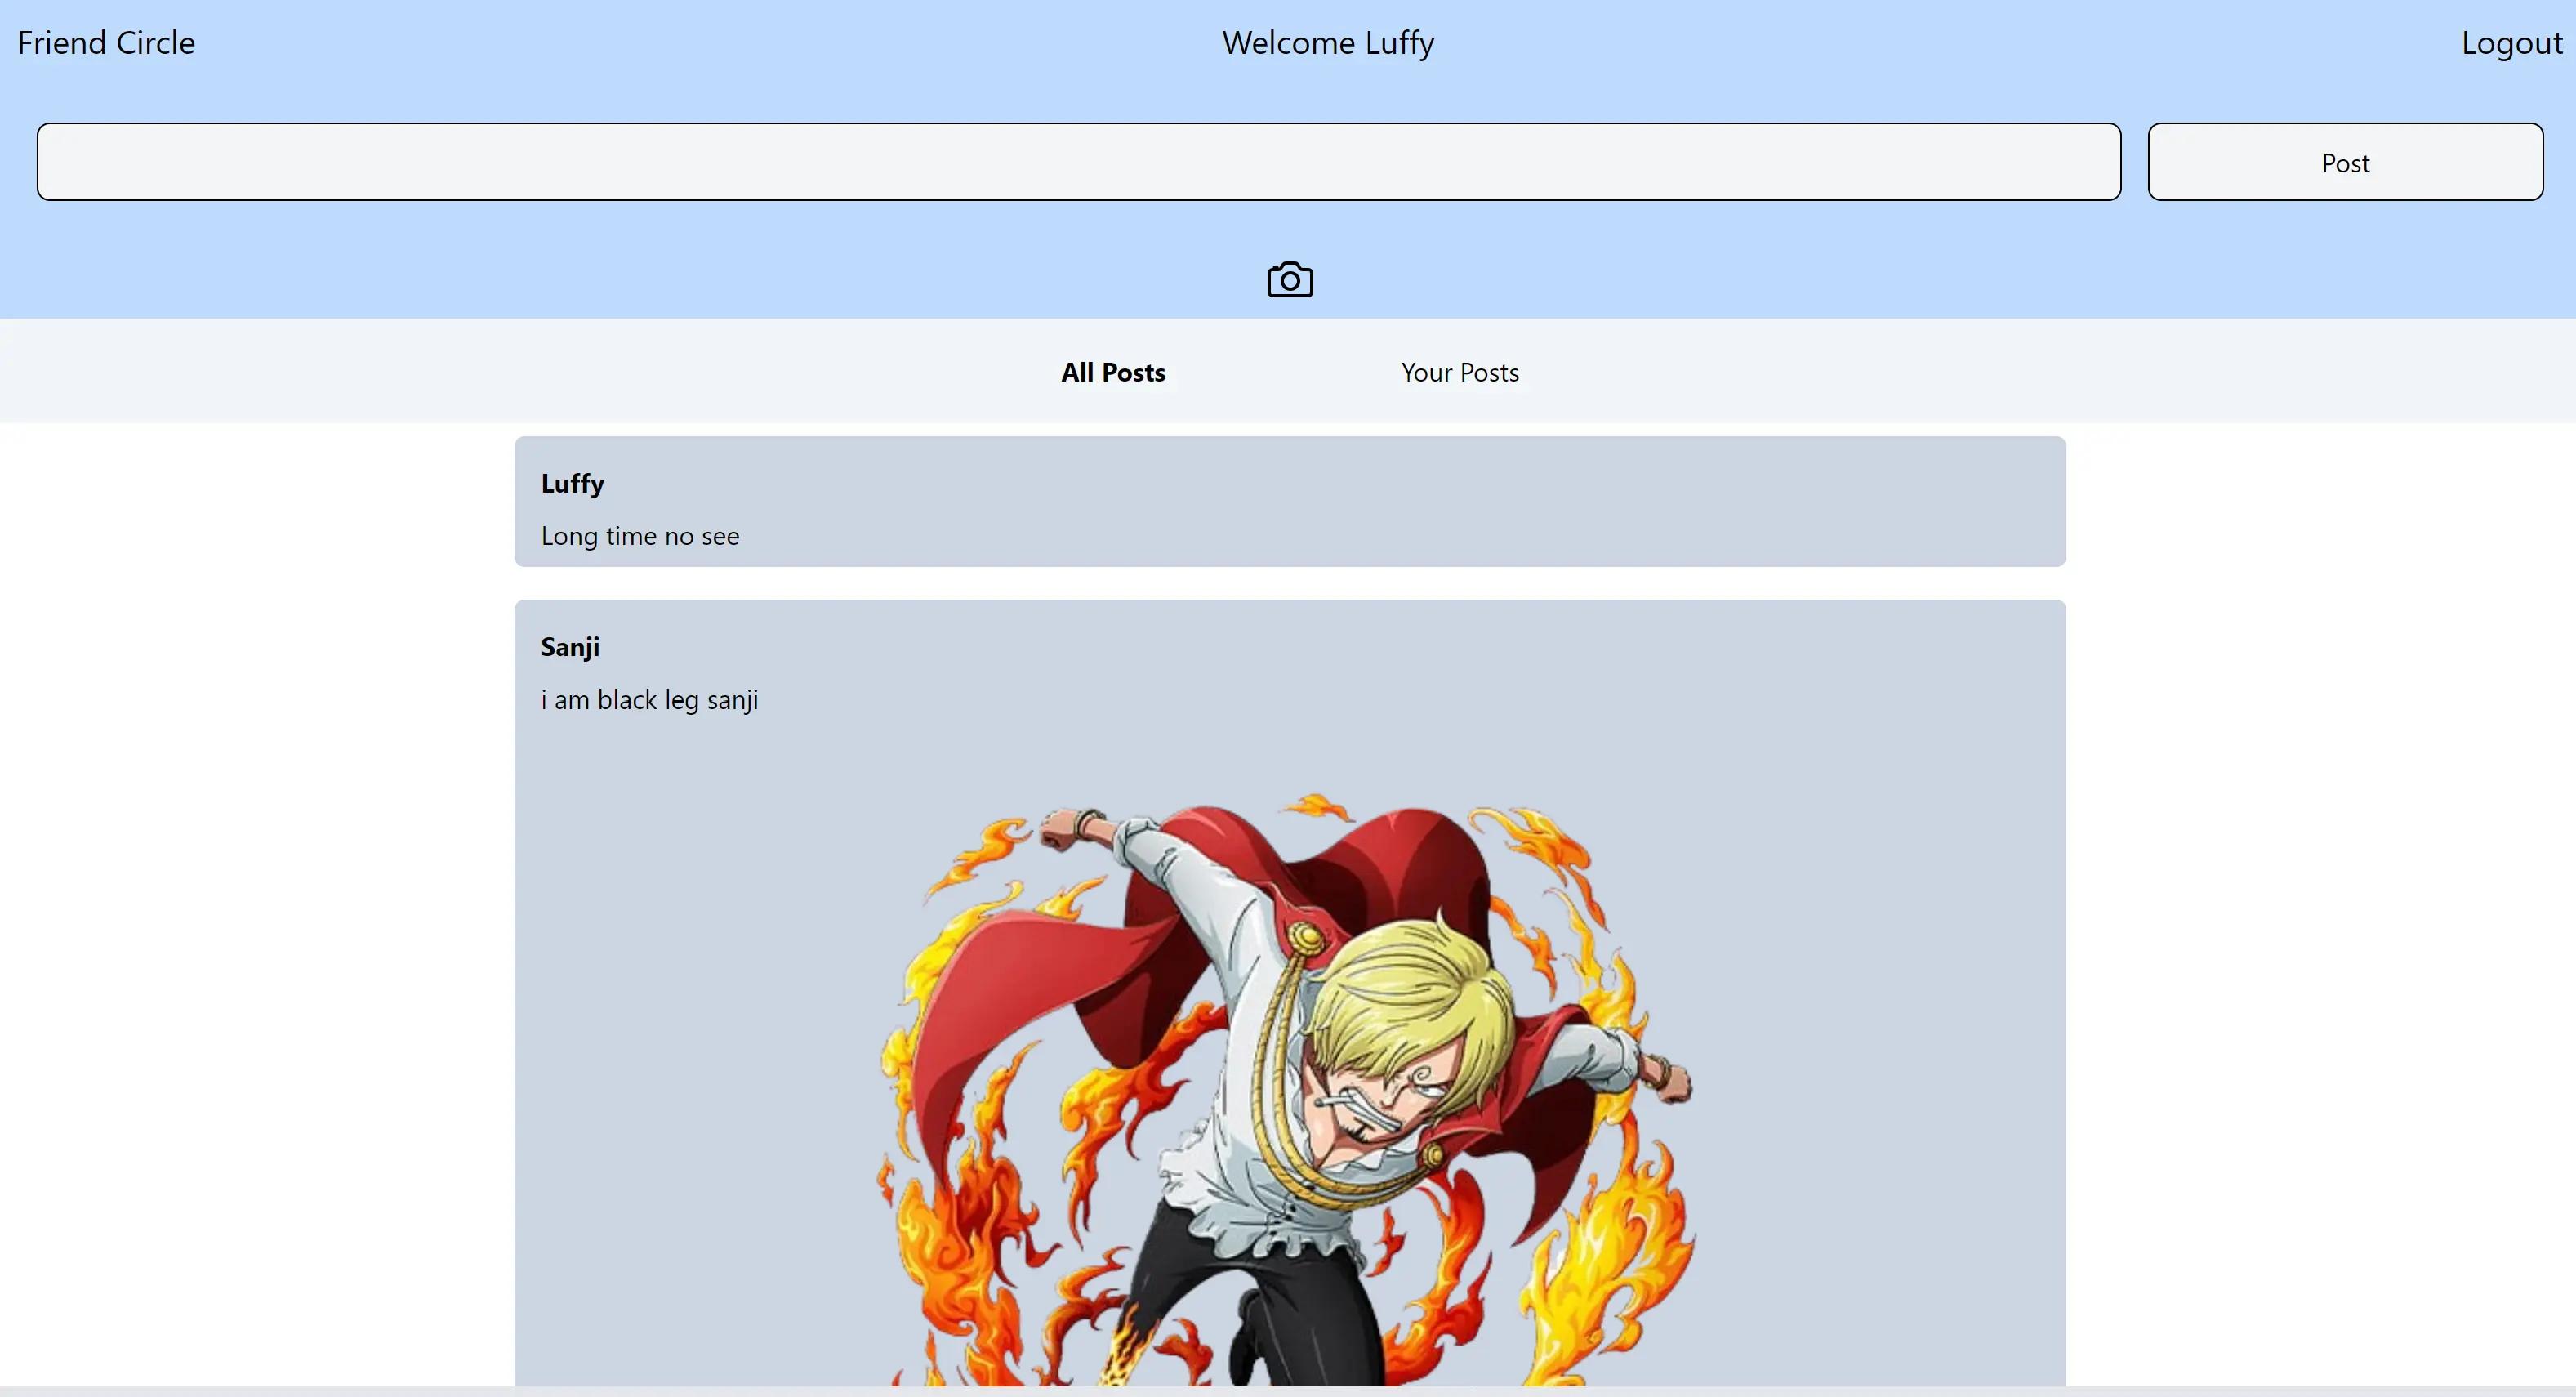 Friend Circle
Welcome Luffy
Logout
Post
All Posts
Your Posts
Luffy
Long time no see
Sanji
i am black leg sanji